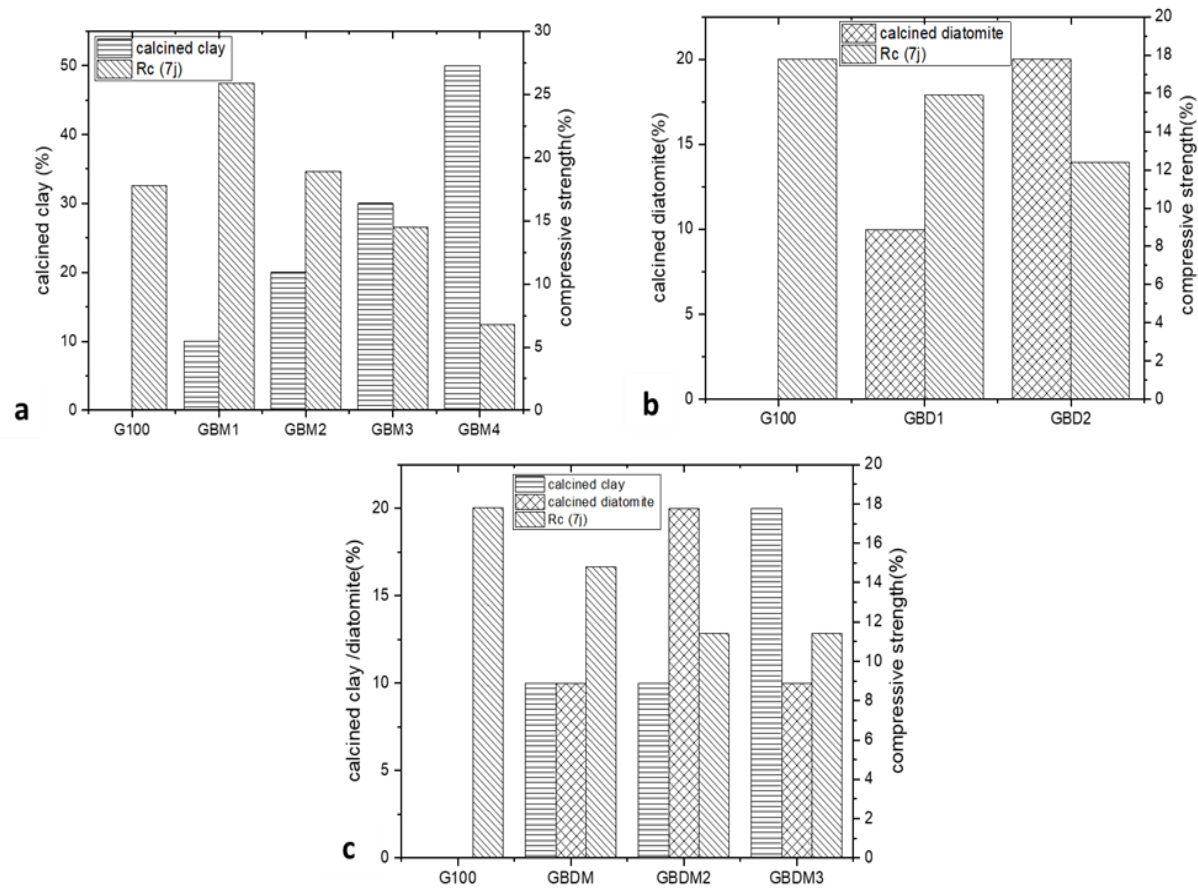 calcined clay
Rc (7j)
calcined clay (%)
50
40
30
20
10
0
30
25
20
15
10
5
0
compressive strength(%)
G100
GBM1
GBM2
GBM3
GBM4
a
calcined diatomite
Rc (7j)
calcined diatomite(%)
20
15
10
5
0
20
18
16
14
12
10
8
6
4
2
0
compressive strength(%)
G100
GBD1
GBD2
b
calcined clay
calcined diatomite
Rc (7j)
calcined clay /diatomite(%)
20
15
10
5
0
20
18
16
14
12
10
8
6
4
2
0
compressive strength(%)
G100
GBDM
GBDM2
GBDM3
c